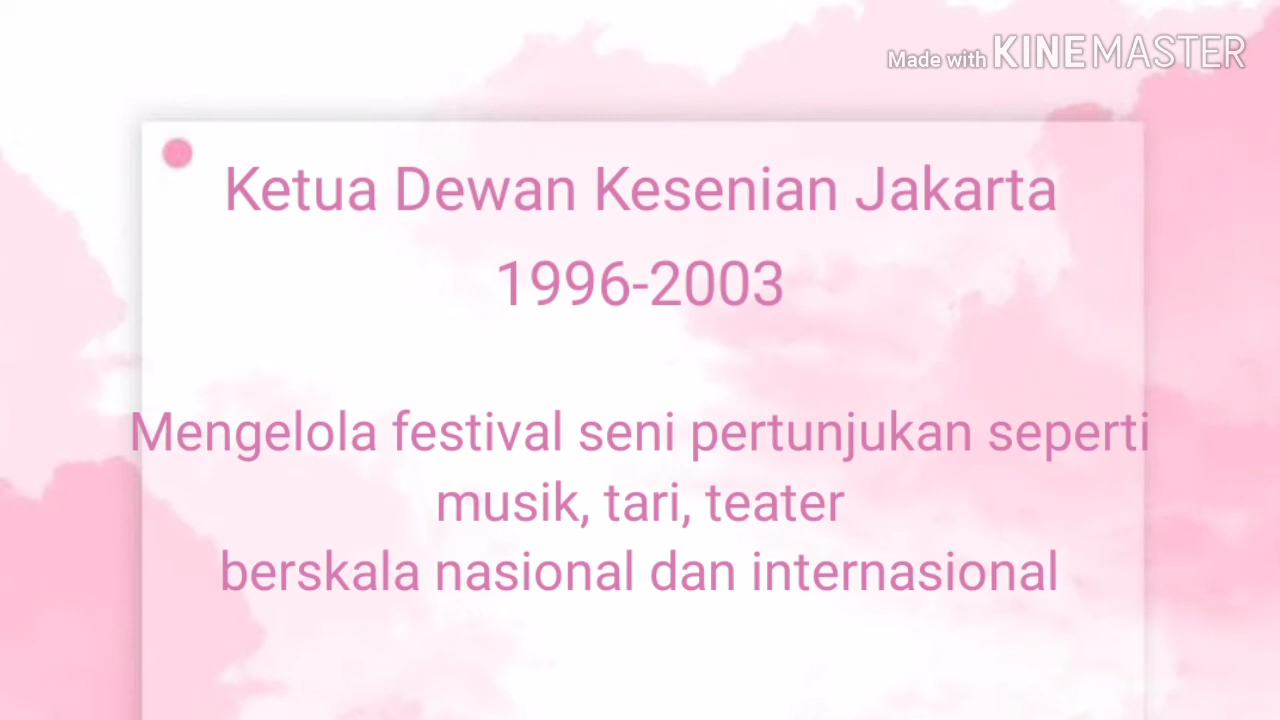 Made with KINEMASTER
Ketua Dewan Kesenian Jakarta
1996-2003
Mengelola festival seni pertunjukan seperti
musik, tari, teater
berskala nasional dan internasional